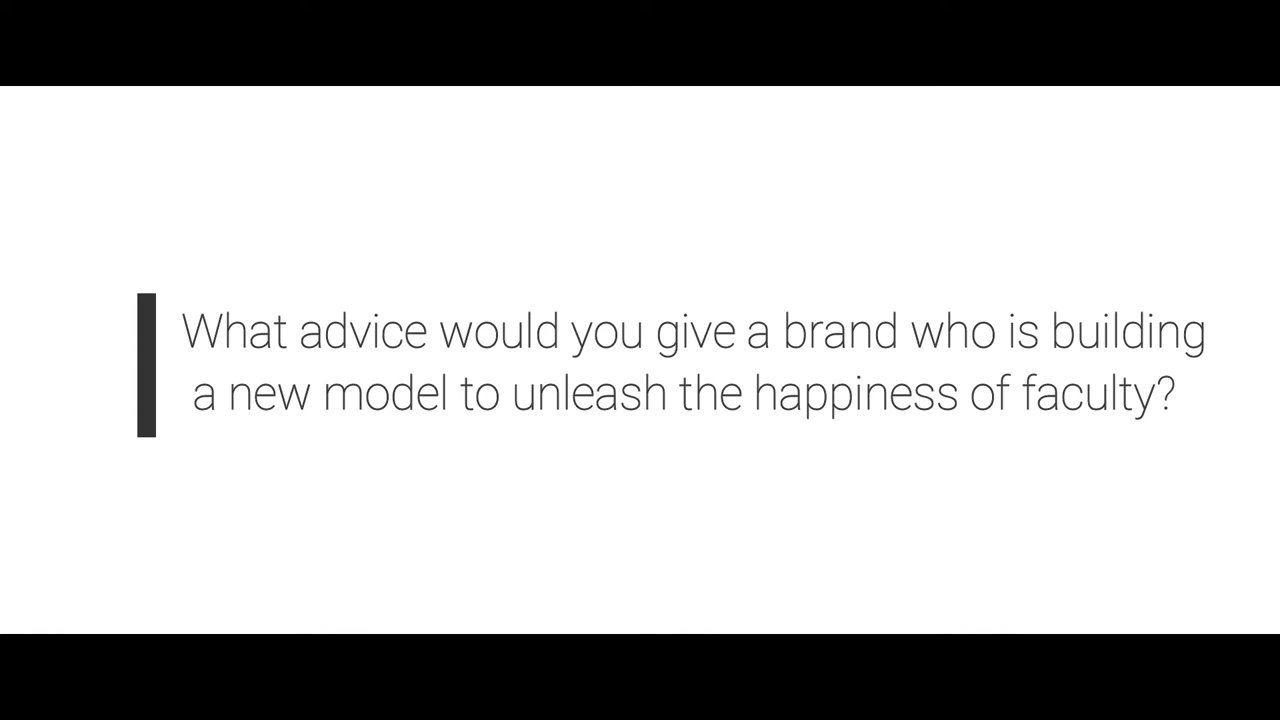 What advice would you give a brand who is building
a new model to unleash the happiness of faculty?